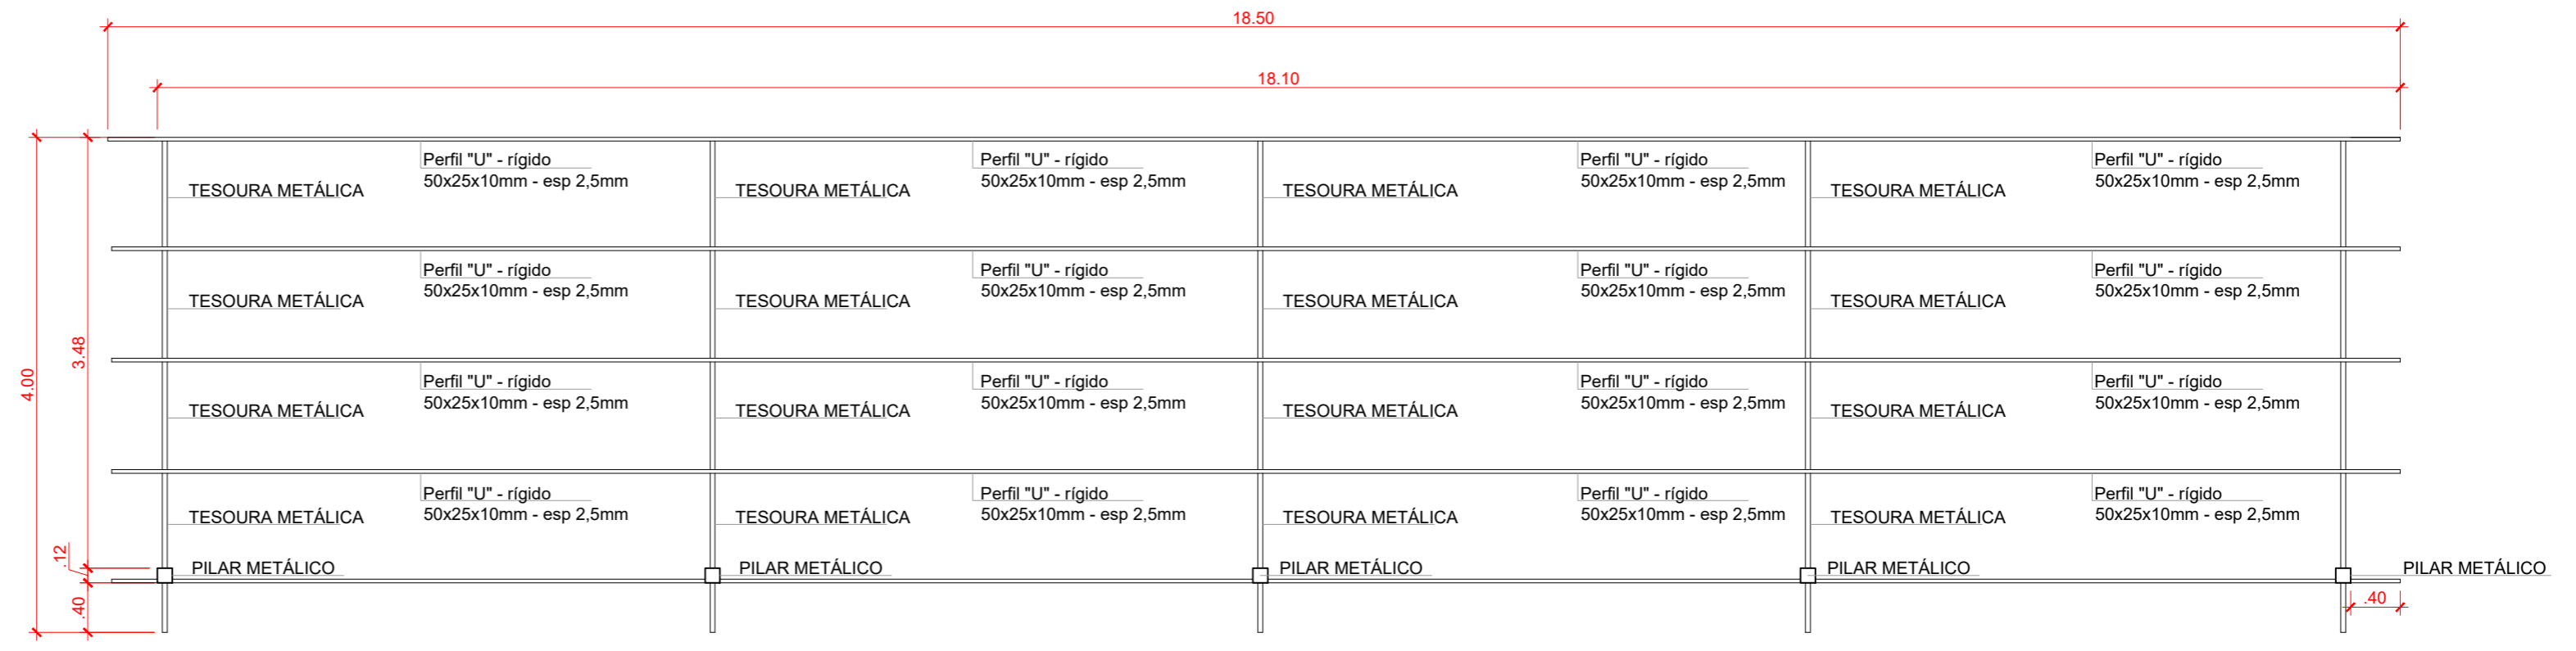 18.50
18.10
Perfil "U" - rígido
50x25x10mm - esp 2,5mm
Perfil "U" - rígido
50x25x10mm - esp 2,5mm
Perfil "U" - rígido
50x25x10mm - esp 2,5mm
Perfil "U" - rígido
50x25x10mm - esp 2,5mm
TESOURA METÁLICA
TESOURA METÁLICA
TESOURA METÁLICA
TESOURA METÁLICA
Perfil "U" - rígido
50x25x10mm - esp 2,5mm
Perfil "U" - rígido
50x25x10mm - esp 2,5mm
Perfil "U" - rígido
50x25x10mm - esp 2,5mm
Perfil "U" - rígido
50x25x10mm - esp 2,5mm
TESOURA METÁLICA
TESOURA METÁLICA
TESOURA METÁLICA
TESOURA METÁLICA
3.48
4.00
Perfil "U" - rígido
50x25x10mm - esp 2,5mm
Perfil "U" - rígido
50x25x10mm - esp 2,5mm
Perfil "U" - rígido
50x25x10mm - esp 2,5mm
Perfil "U" - rígido
50x25x10mm - esp 2,5mm
TESOURA METÁLICA
TESOURA METÁLICA
TESOURA METÁLICA
TESOURA METÁLICA
Perfil "U" - rígido
50x25x10mm - esp 2,5mm
Perfil "U" - rígido
50x25x10mm - esp 2,5mm
Perfil "U" - rígido
50x25x10mm - esp 2,5mm
Perfil "U" - rígido
50x25x10mm - esp 2,5mm
TESOURA METÁLICA
TESOURA METÁLICA
TESOURA METÁLICA
TESOURA METÁLICA
.12
PILAR METÁLICO
PILAR METÁLICO
PILAR METÁLICO
PILAR METÁLICO
PILAR METÁLICO
.40
.40